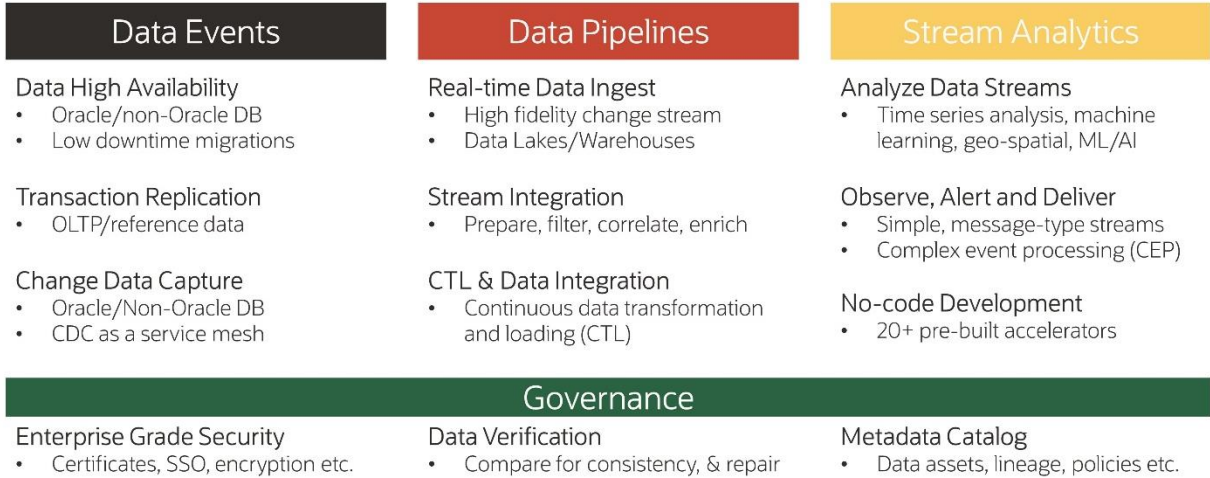 Data Events
Data High Availability
• Oracle/non-Oracle DB
• Low downtime migrations
Transaction Replication
• OLTP/reference data
Change Data Capture
• Oracle/Non-Oracle DB
• CDC as a service mesh
Data Pipelines
Real-time Data Ingest
• High fidelity change stream
• Data Lakes/Warehouses
Stream Integration
• Prepare, filter, correlate, enrich
CTL & Data Integration
• Continuous data transformation
and loading (CTL)
Stream Analytics
Analyze Data Streams
• Time series analysis, machine
learning, geo-spatial, ML/AI
Observe, Alert and Deliver
• Simple, message-type streams
• Complex event processing (CEP)
No-code Development
• 20+ pre-built accelerators
Governance
Enterprise Grade Security
• Certificates, SSO, encryption etc.
Data Verification
• Compare for consistency, & repair
Metadata Catalog
• Data assets, lineage, policies etc.